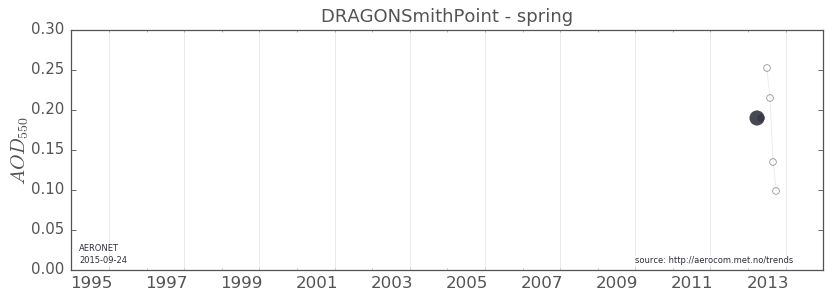 DRAGONSmithPoint - spring
0.30
0.25
0.20
0.15
0.10
0.05
0.00
AOD550
AERONET
2015-09-24
source: http://aerocom.met.no/trends
1995 1997 1999 2001 2003 2005 2007 2009 2011 2013